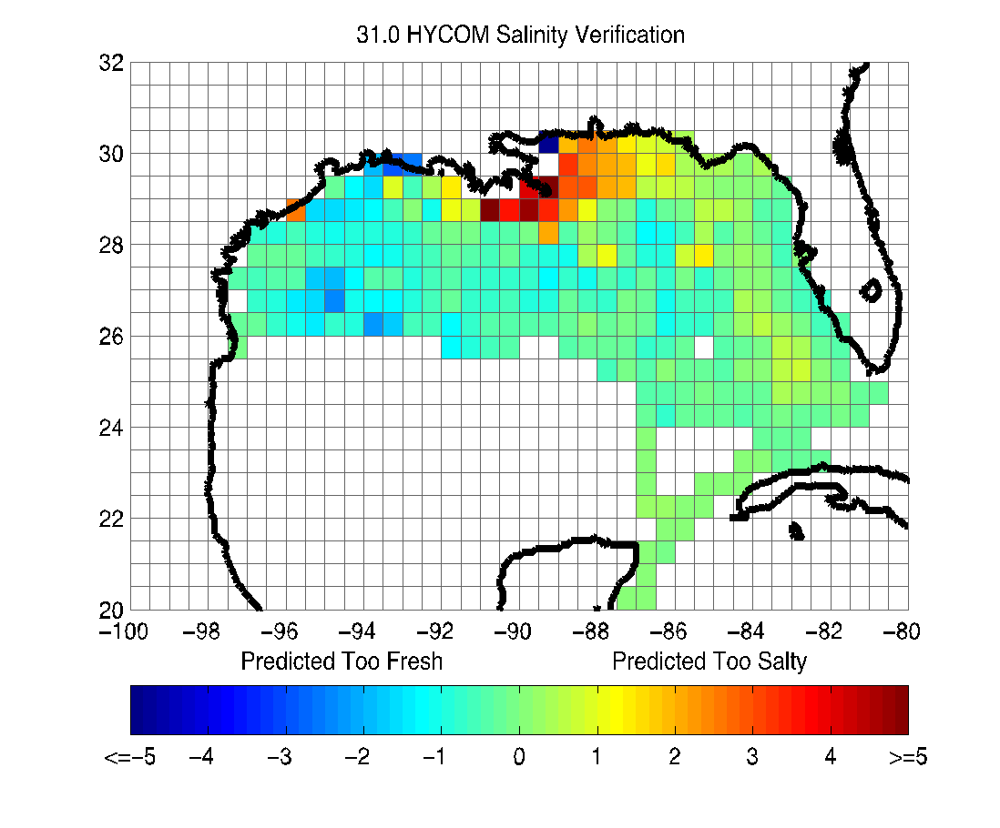 31.0 HYCOM Salinity Verification
32
30
28
26
24
22
20
−100 −98 −96 −94 −92 −90 −88 −86 −84 −82 −80
Predicted Too Fresh Predicted Too Salty
<=−5 −4 −3 −2 −1 0 1 2 3 4 >=5